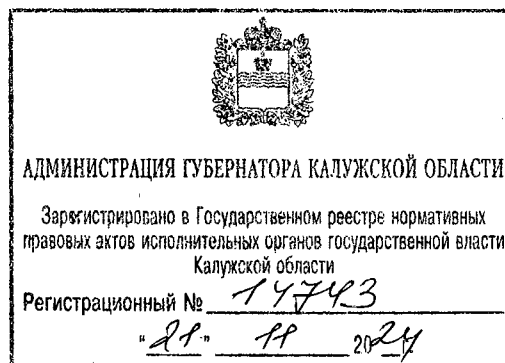 АДМИНИСТРАЦИЯ ГУБЕРНАТОРА КАЛУЖСКОЙ ОБЛАСТИ
Зарегистрировано в Государственном реестре нормативных
правовых актов исполнительных органов государственной власти
Калужской области
Регистрационный № 14743
"21" 11 2024